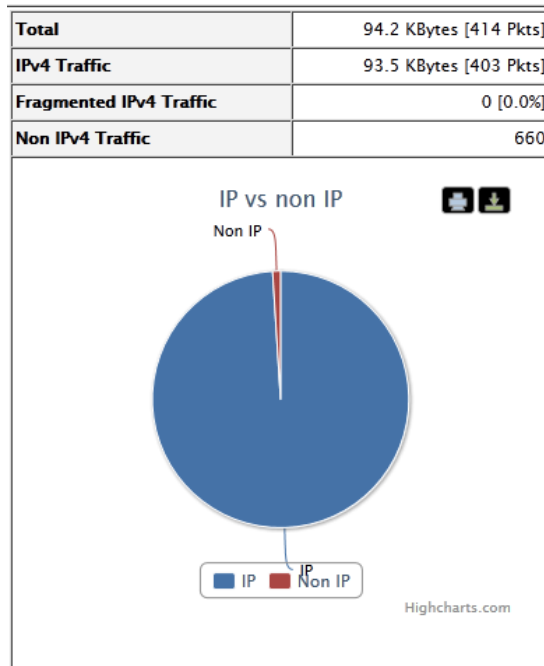 Total 94.2 KBytes [414 Pkts]
IPv4 Traffic 93.5 KBytes [403 Pkts]
Fragmented IPv4 Traffic 0 [0.0%]
Non IPv4 Traffic 660
IP vs non IP
Non IP
IP
IP Non IP
Highcharts.com